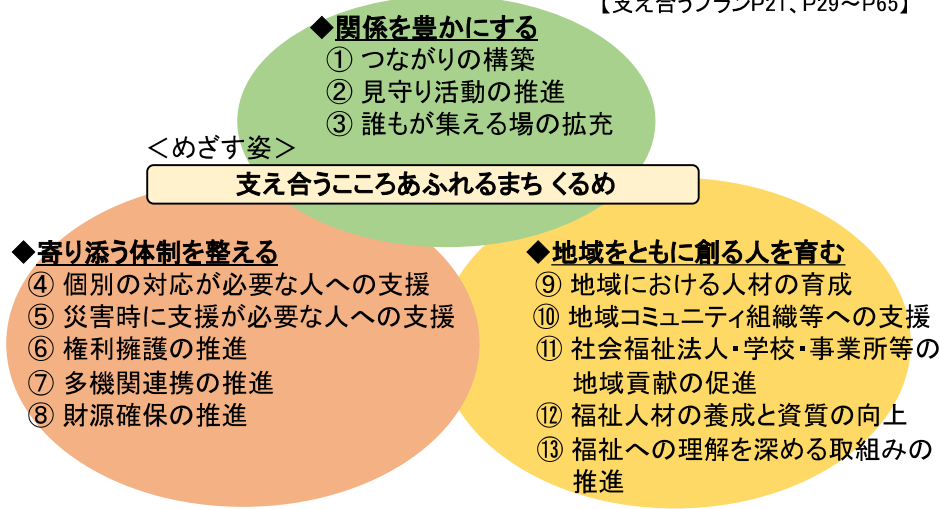 【支え合うプランP21、P29～P65】
◆関係を豊かにする
① つながりの構築
② 見守り活動の推進
③ 誰もが集える場の拡充
＜めざす姿＞
支え合うこころあふれるまち くるめ
◆寄り添う体制を整える
④ 個別の対応が必要な人への支援
⑤ 災害時に支援が必要な人への支援
⑥ 権利擁護の推進
⑦ 多機関連携の推進
⑧ 財源確保の推進
◆地域をともに創る人を育む
⑨ 地域における人材の育成
⑩ 地域コミュニティ組織等への支援
⑪ 社会福祉法人・学校・事業所等の
地域貢献の促進
⑫ 福祉人材の養成と資質の向上
⑬ 福祉への理解を深める取組みの
推進